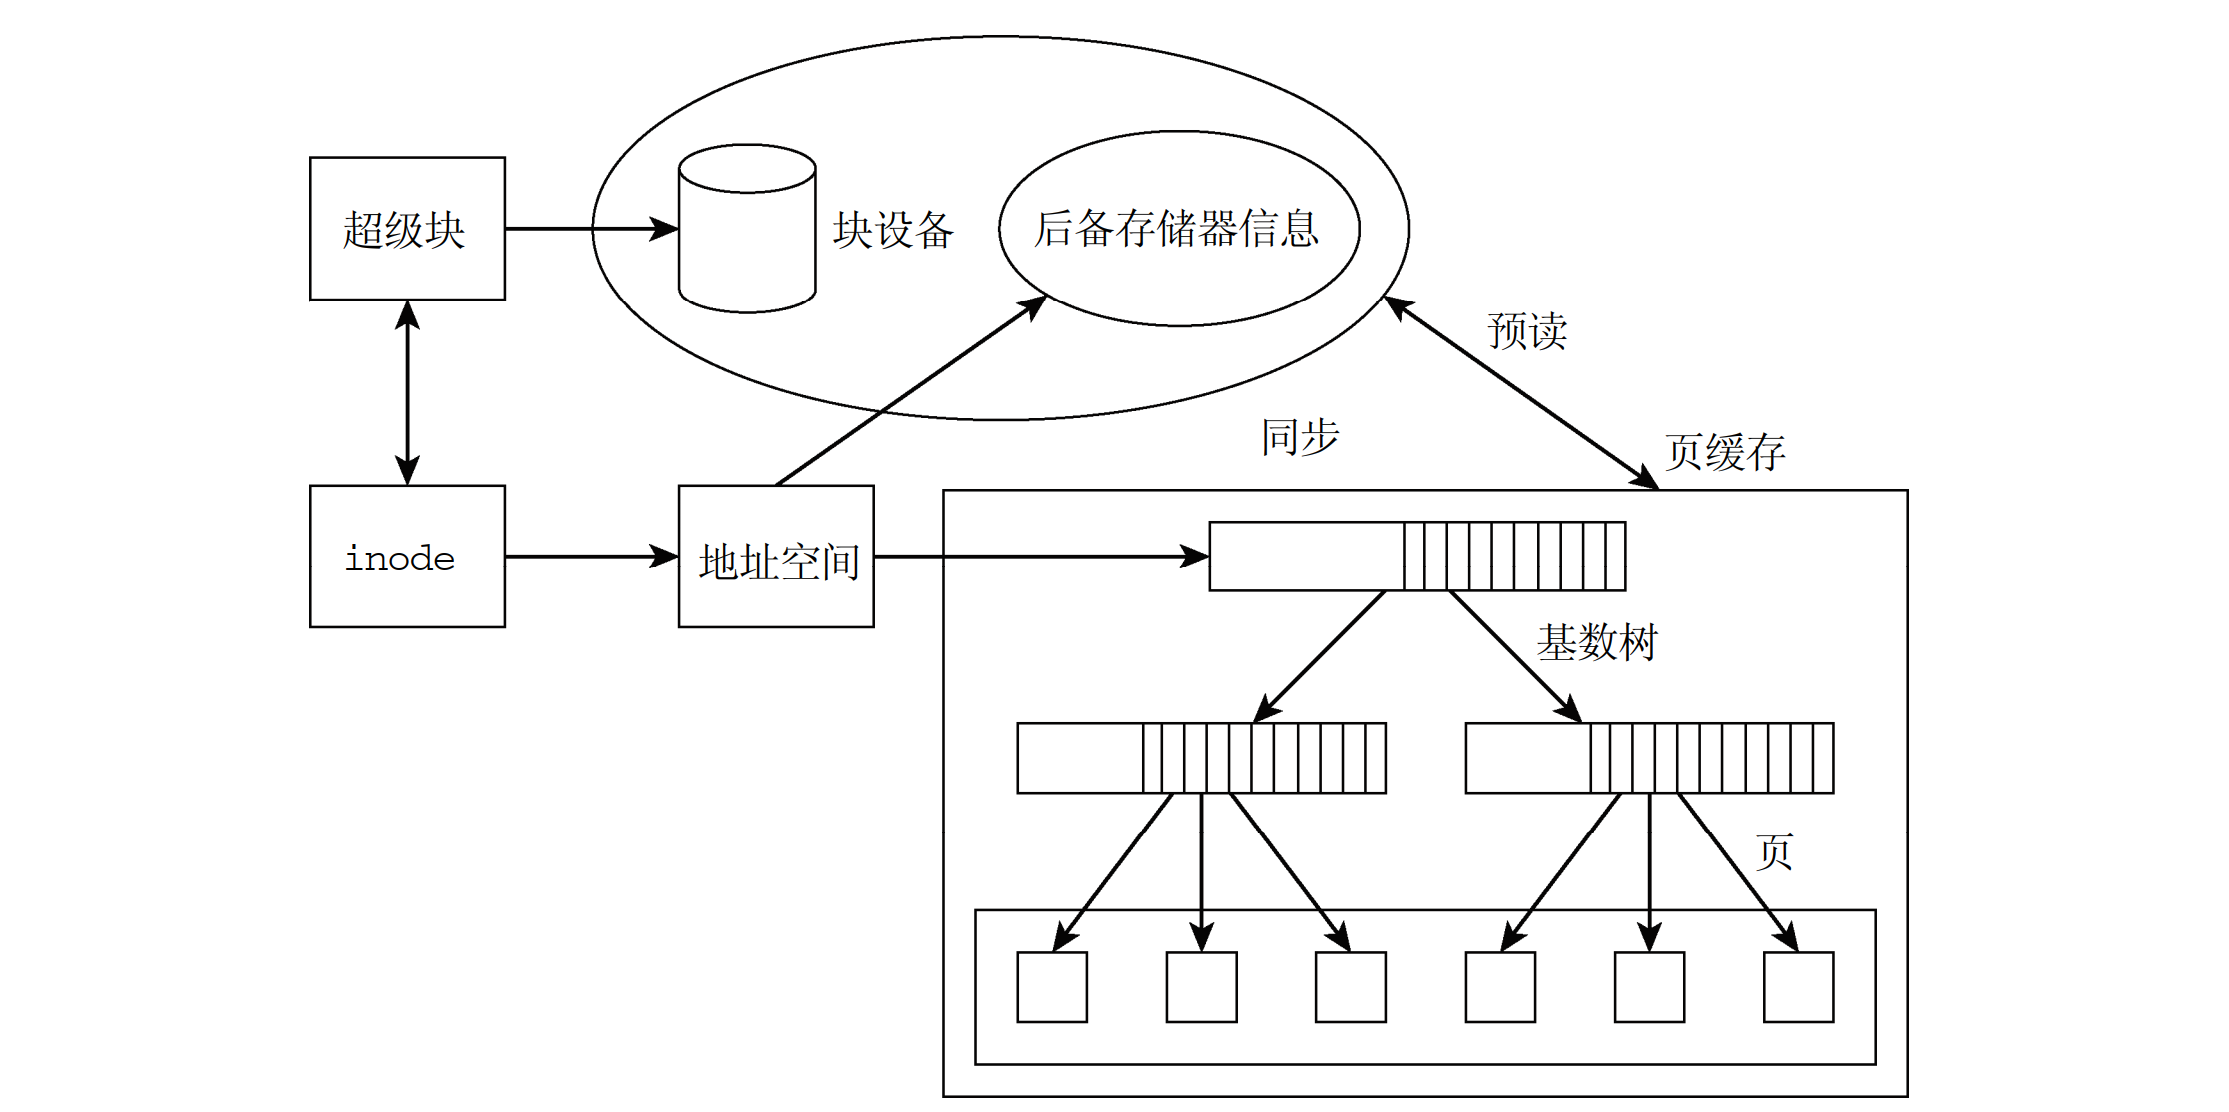 超级块
块设备
后备存储器信息
预读
同步
页缓存
inode
地址空间
基数树
页